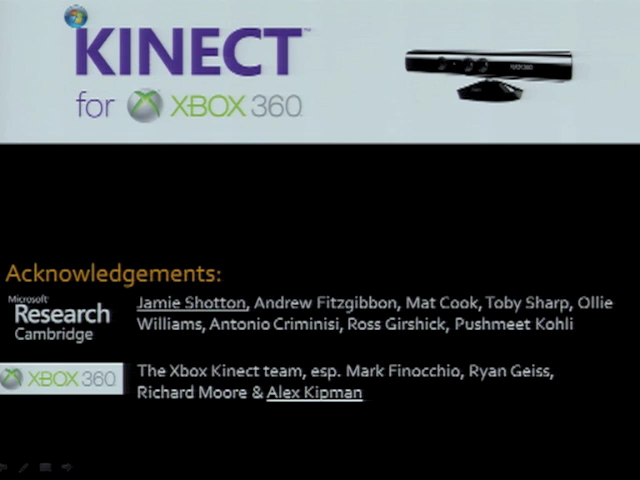 KINECT™
for XBOX 360
XBOX360
Acknowledgements:
Microsoft®
Research
Cambridge
Jamie Shotton, Andrew Fitzgibbon, Mat Cook, Toby Sharp, Ollie
Williams, Antonio Criminisi, Ross Girshick, Pushmeet Kohli
XBOX 360
The Xbox Kinect team, esp. Mark Finocchio, Ryan Geiss,
Richard Moore & Alex Kipman